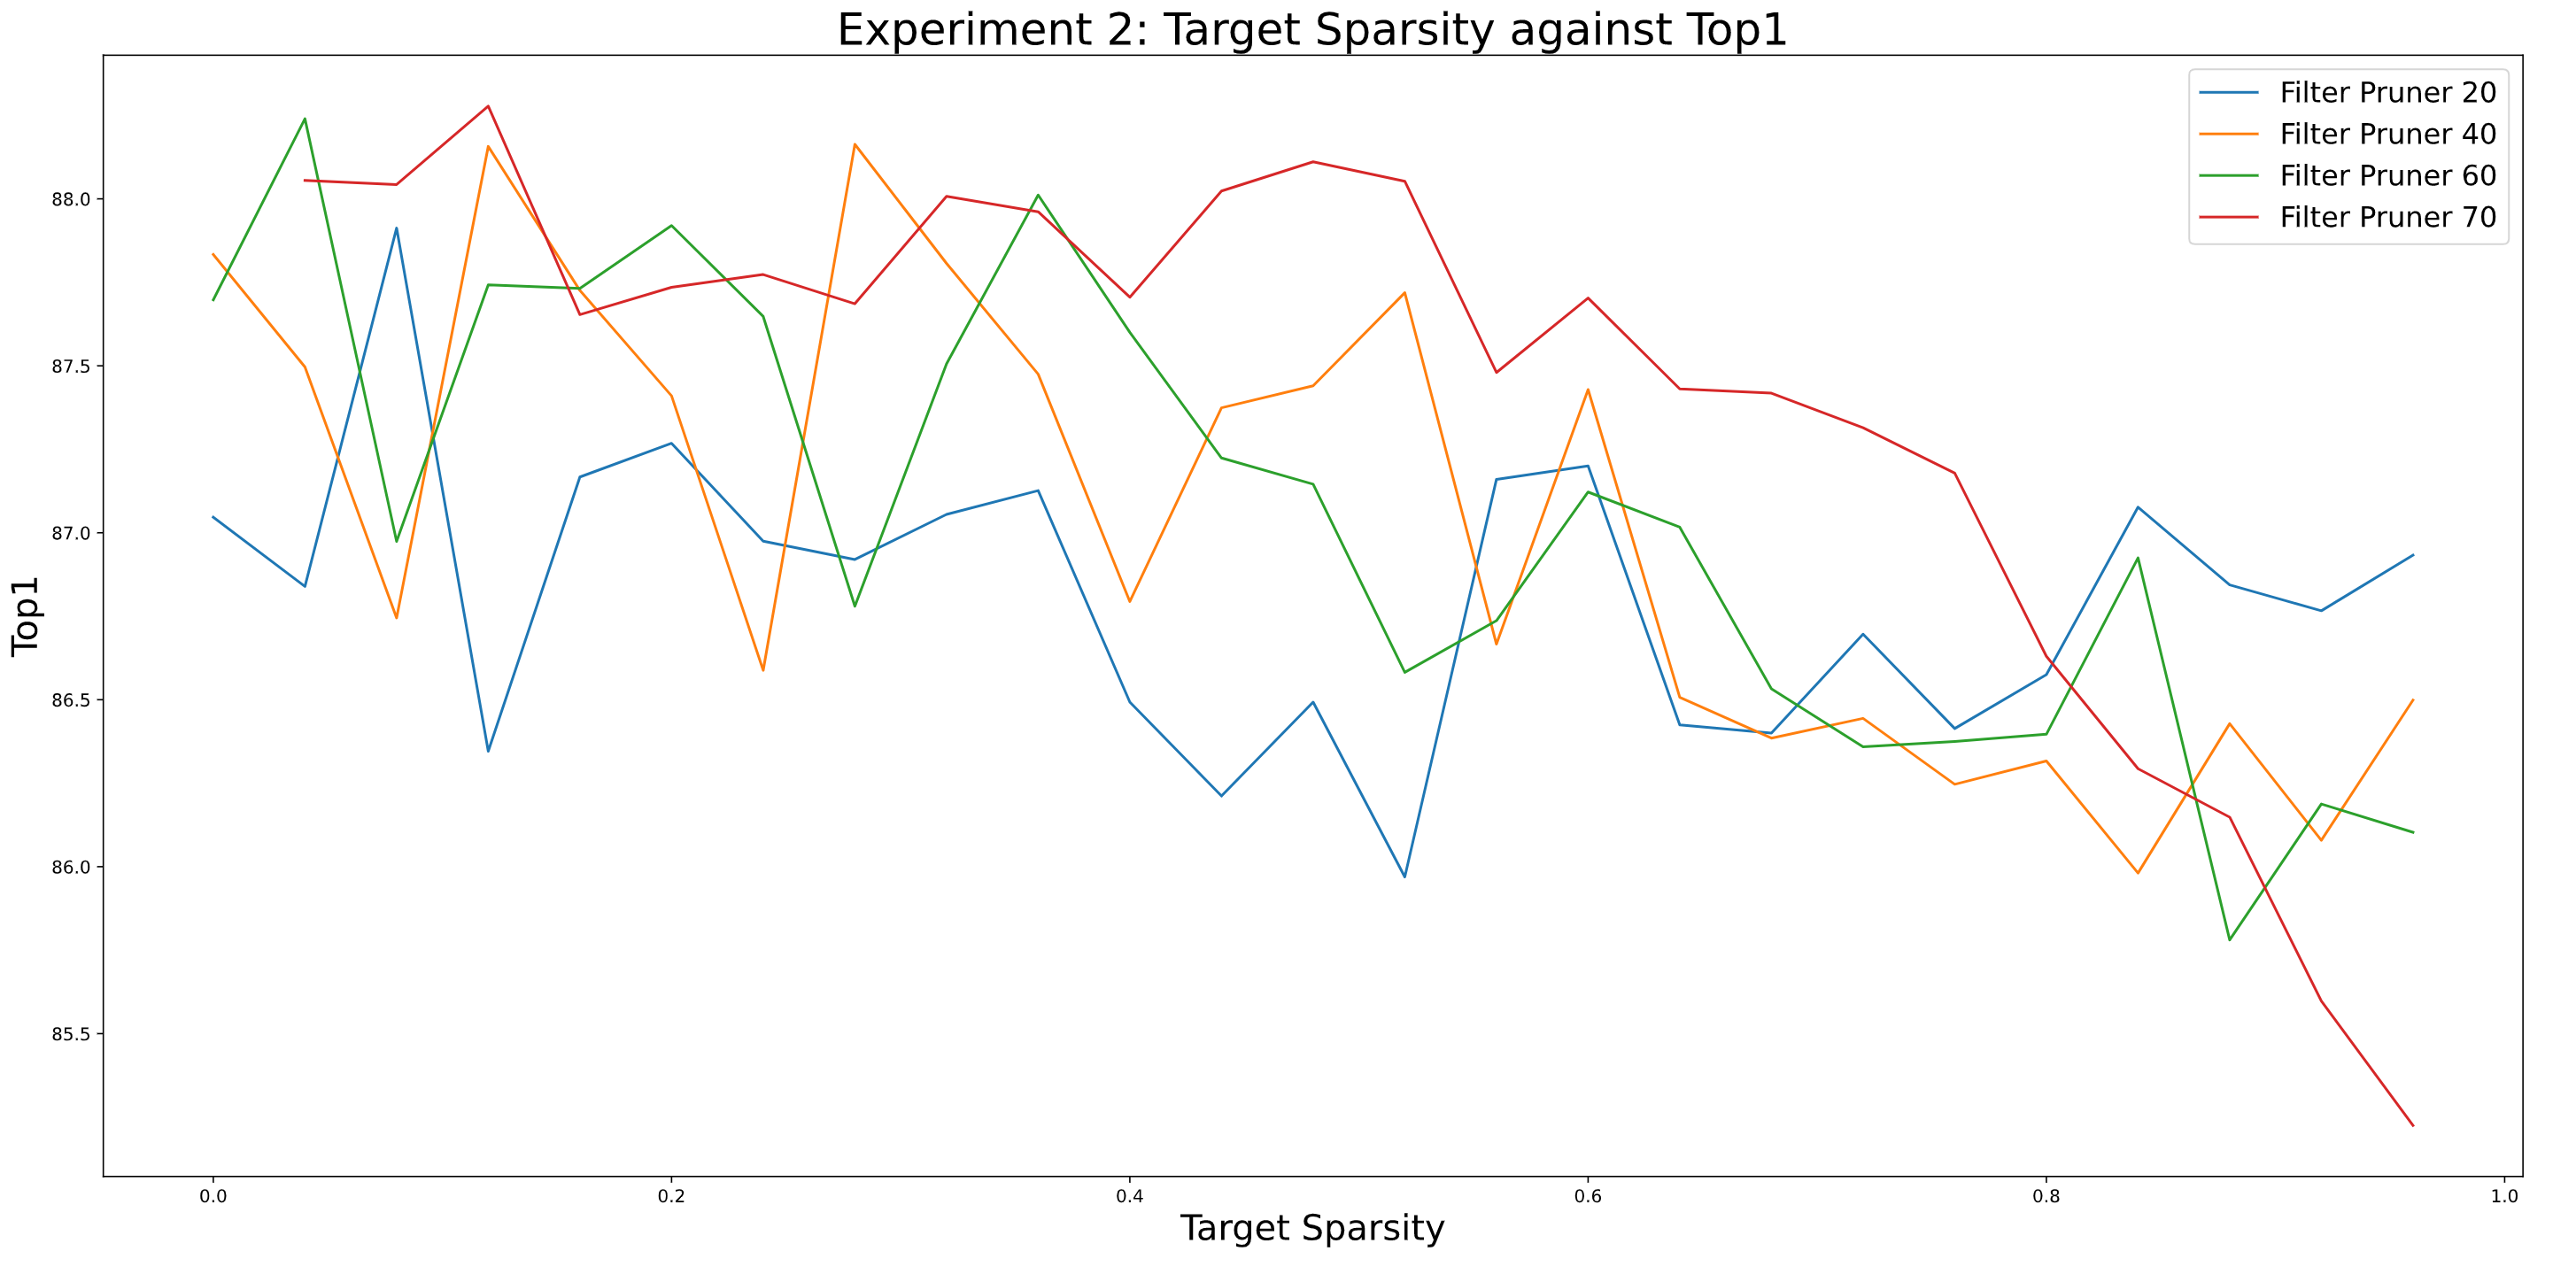 Experiment 2: Target Sparsity against Top1
Filter Pruner 20
Filter Pruner 40
Filter Pruner 60
Filter Pruner 70
Top1
88.0
87.5
87.0
86.5
86.0
85.5
0.0 0.2 0.4 0.6 0.8 1.0
Target Sparsity